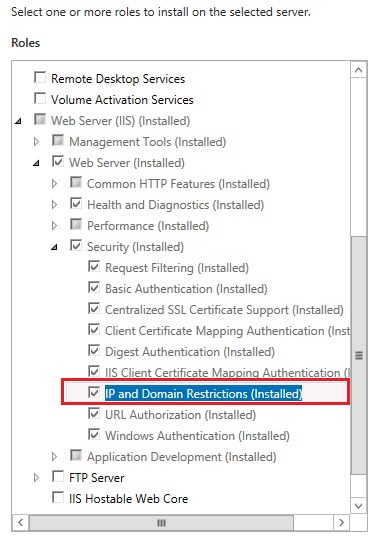 Select one or more roles to install on the selected server.
Roles
Remote Desktop Services
Volume Activation Services
Web Server (IIS) (Installed)
Management Tools (Installed)
Web Server (Installed)
Common HTTP Features (Installed)
Health and Diagnostics (Installed)
Performance (Installed)
Security (Installed)
Request Filtering (Installed)
Basic Authentication (Installed)
Centralized SSL Certificate Support (Installed)
Client Certificate Mapping Authentication (Inst
Digest Authentication (Installed)
IIS Client Certificate Mapping Authentication (I
IP and Domain Restrictions (Installed)
URL Authorization (Installed)
Windows Authentication (Installed)
Application Development (Installed)
FTP Server
IIS Hostable Web Core